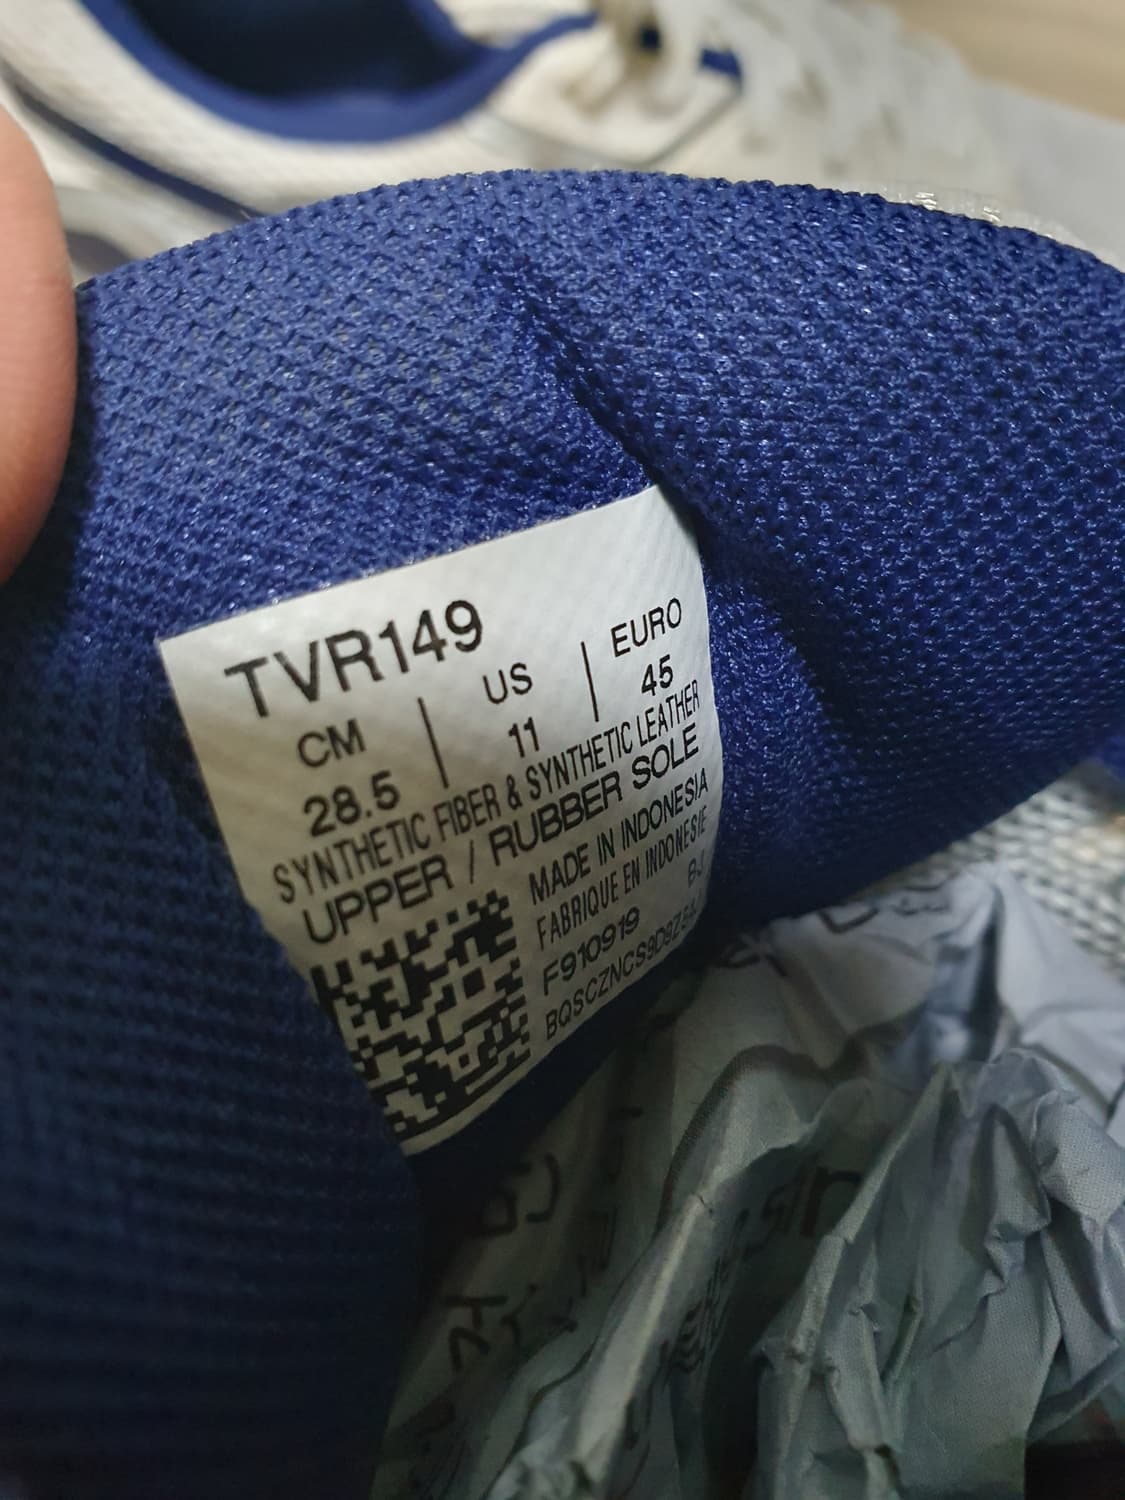 TVR149
CM | US | EURO
28.5 | 11 | 45
SYNTHETIC FIBER & SYNTHETIC LEATHER
UPPER / RUBBER SOLE
MADE IN INDONESIA
FABRIQUE EN INDONESIE
F910919